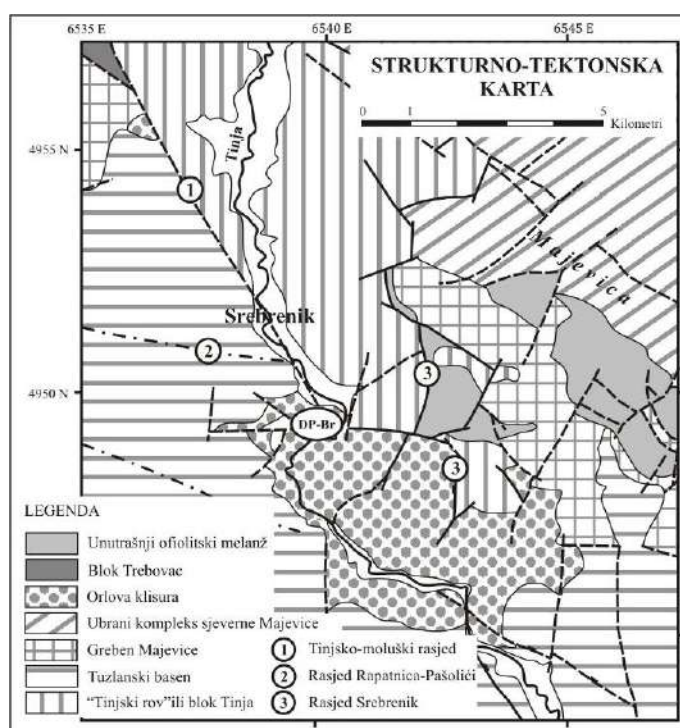 6535 E 6540 E 6545 E
STRUKTURNO-TEKTONSKA
KARTA
0 1 5
Kilometri
4955 N
Tinja
1
Majevica
Srebrenik
2
3
4950 N
DP-Br
3
LEGENDA
Unutrašnji ofiolitski melanž
Blok Trebovac
Orlova klisura
Ubrani kompleks sjeverne Majevice
Greben Majevice
Tuzlanski basen
“Tinjski rov”ili blok Tinja
1 Tinjsko-moluški rasjed
2 Rasjed Rapatnica-Pašolići
3 Rasjed Srebrenik